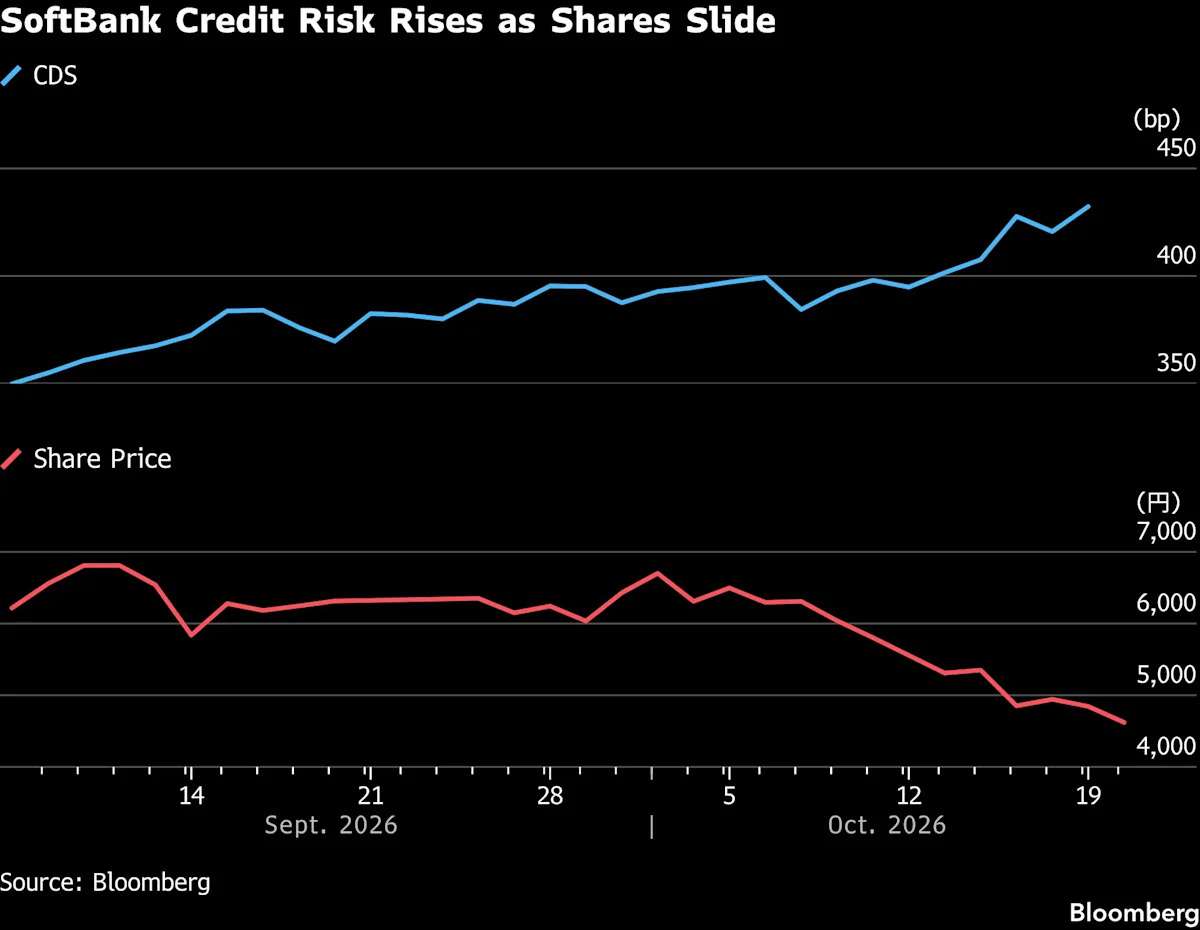 SoftBank Credit Risk Rises as Shares Slide
CDS
(bp)
450
400
350
Share Price
(円)
7,000
6,000
5,000
4,000
14 21 28 5 12 19
Sept. 2026 | Oct. 2026
Source: Bloomberg
Bloomberg